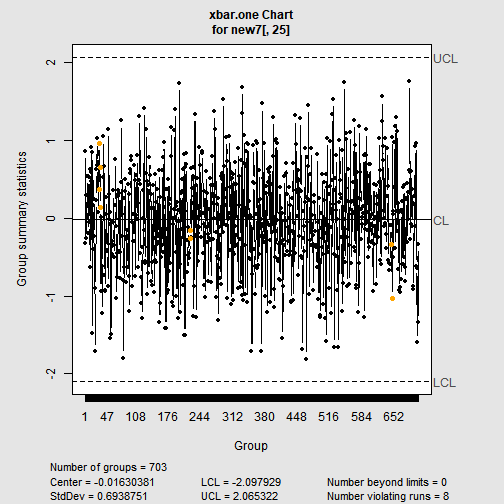 xbar.one Chart
for new7[, 25]
UCL
2
1
0
-1
-2
CL
LCL
Group summary statistics
1 47 108 176 244 312 380 448 516 584 652
Group
Number of groups = 703
Center = -0.01630381 LCL = -2.097929 Number beyond limits = 0
StdDev = 0.6938751 UCL = 2.065322 Number violating runs = 8